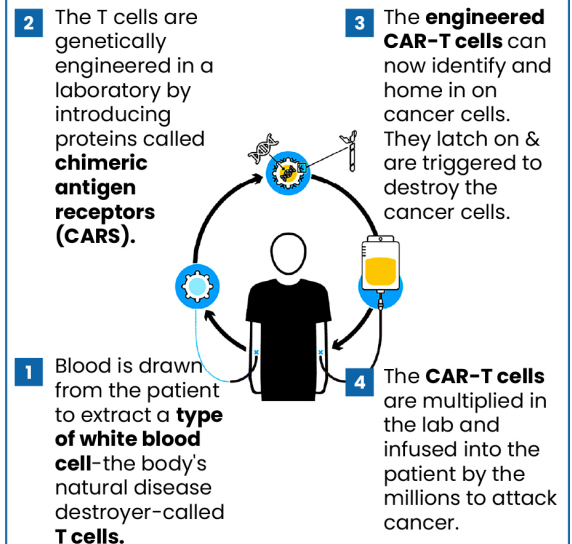 2
The T cells are
genetically
engineered in a
laboratory by
introducing
proteins called
chimeric
antigen
receptors
(CARS).
3
The engineered
CAR-T cells can
now identify and
home in on
cancer cells.
They latch on &
are triggered to
destroy the
cancer cells.
1
Blood is drawn
from the patient
to extract a type
of white blood
cell-the body's
natural disease
destroyer-called
T cells.
4
The CAR-T cells
are multiplied in
the lab and
infused into the
patient by the
millions to attack
cancer.